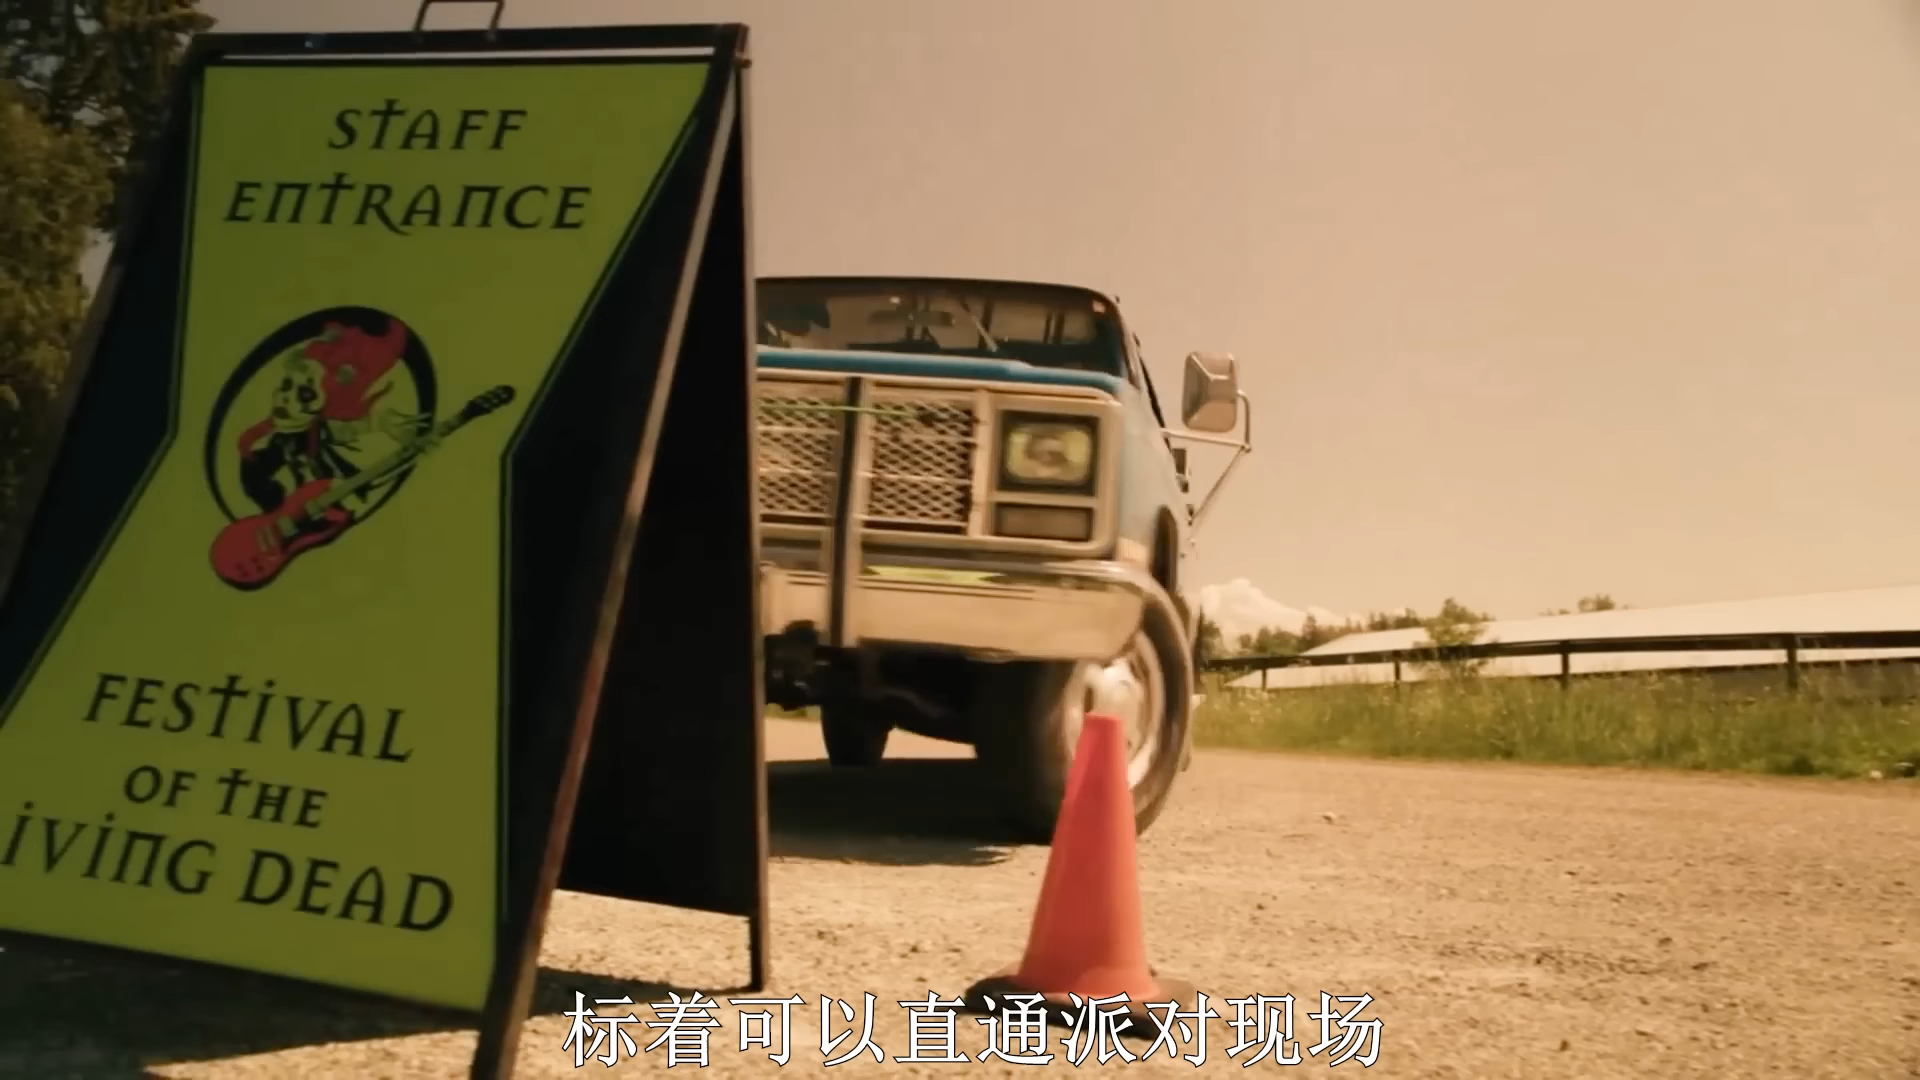 STAFF
ENTRANCE
FESTIVAL
OF THE
IVING DEAD
标着可以直通派对现场